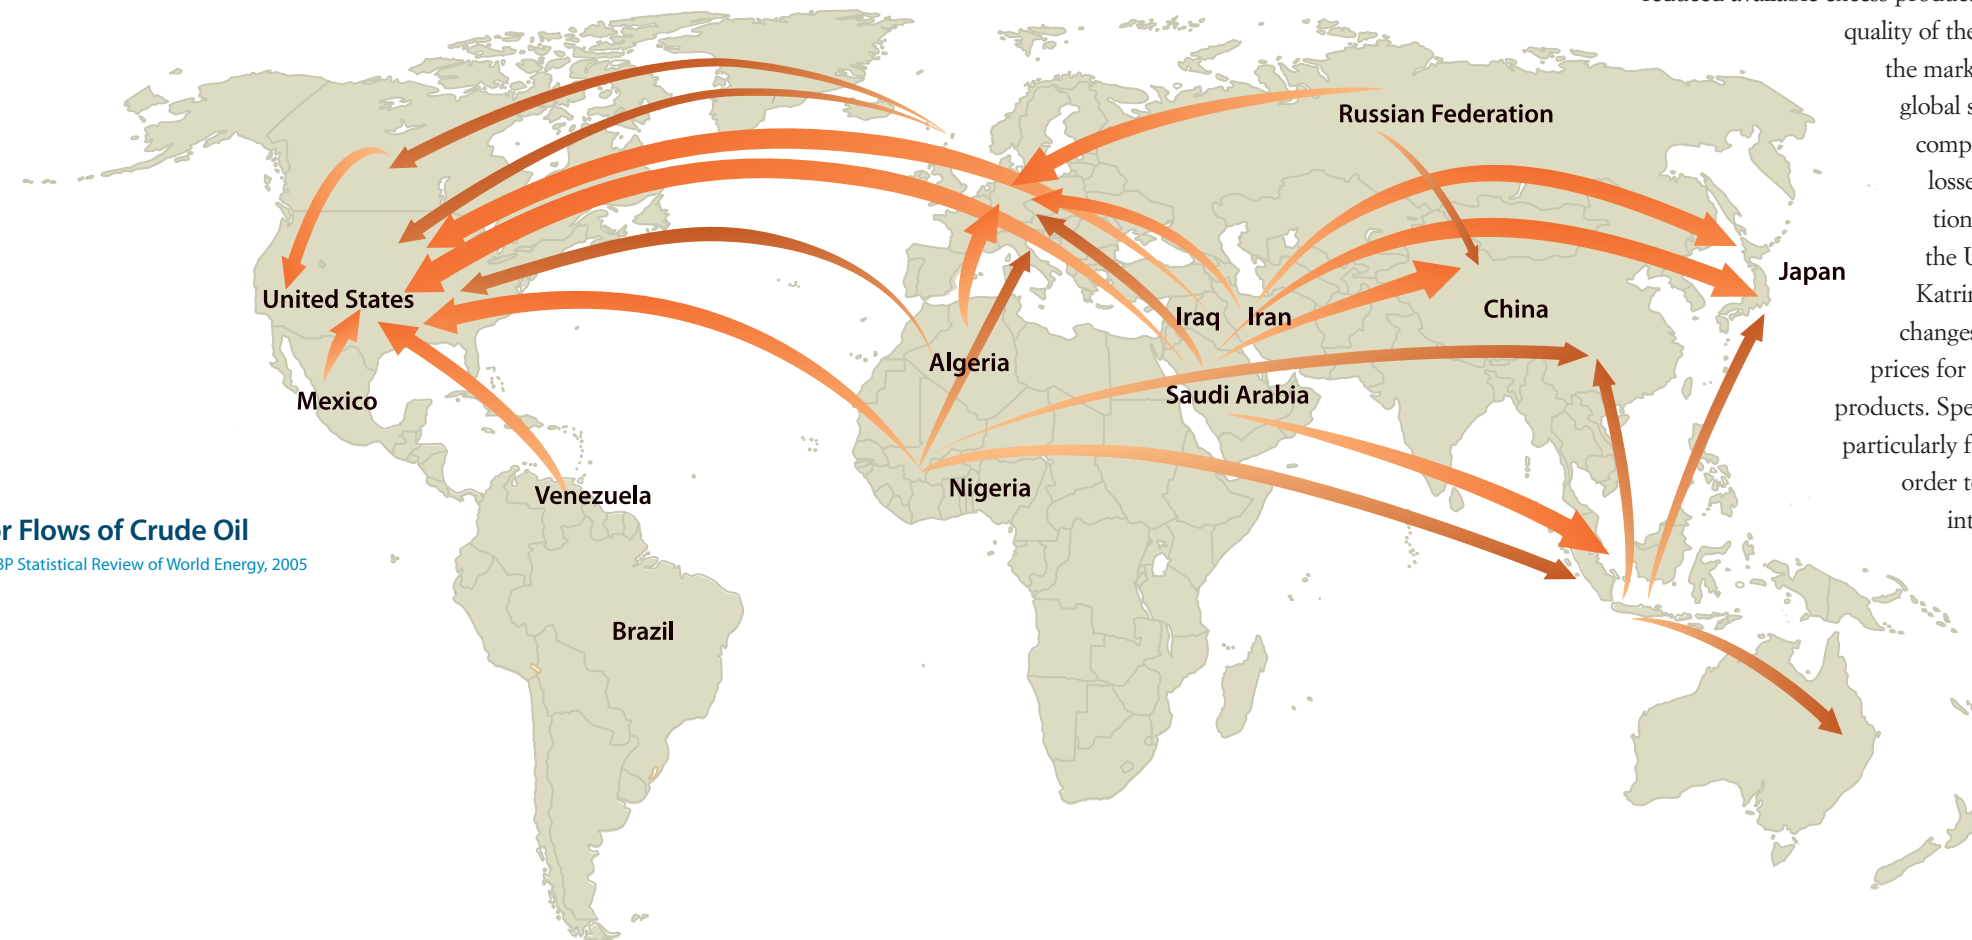 quality of the
the mark
global s
comp
losse
tion
the U
Katrin
changes
prices for
products. Spe
particularly f
order t
int
Russian Federation
Japan
United States
Iraq
Iran
China
Algeria
Mexico
Saudi Arabia
Nigeria
Venezuela
r Flows of Crude Oil
BP Statistical Review of World Energy, 2005
Brazil